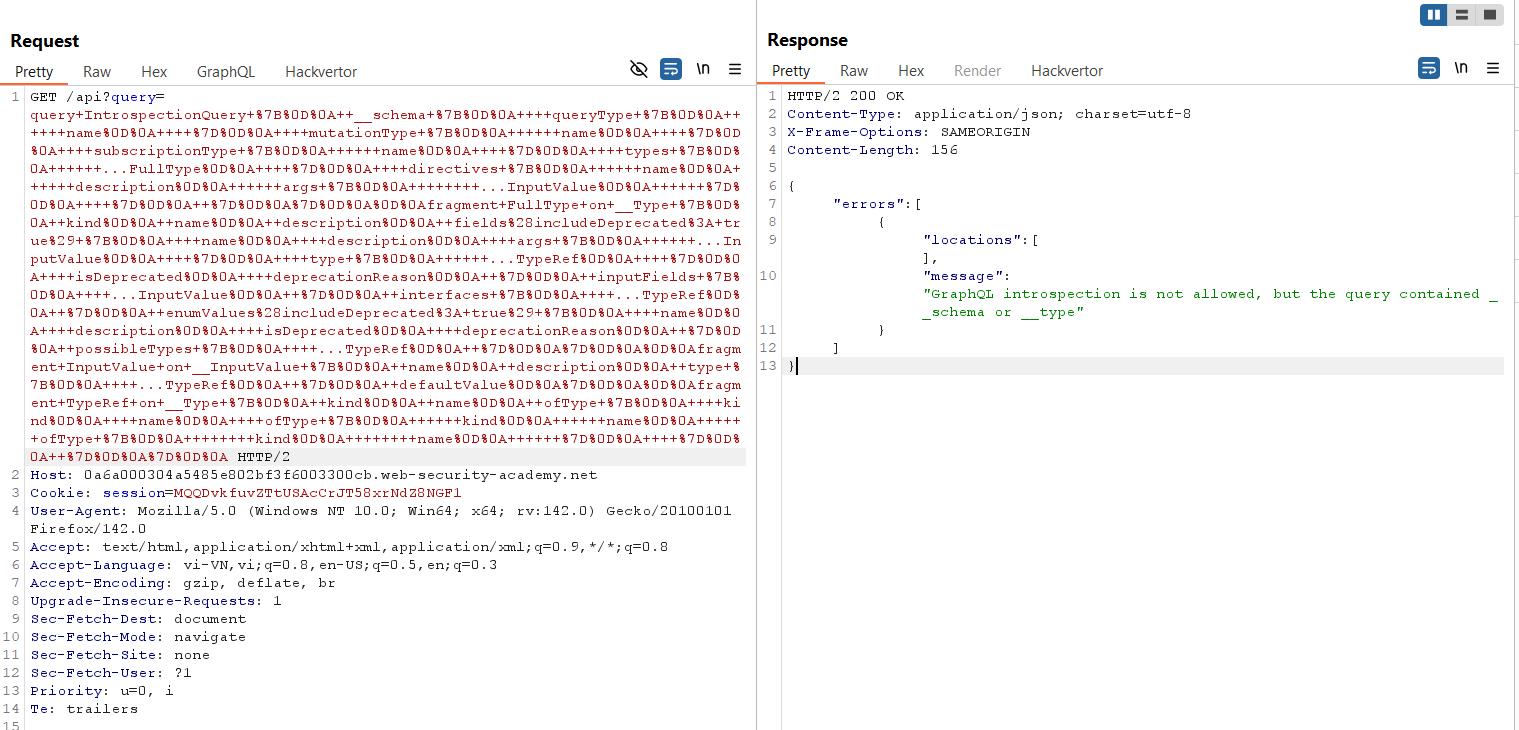 Request
Pretty Raw Hex GraphQL Hackvertor \n
1 GET /api?query=
query+IntrospectionQuery+%7B%0D%0A++__schema+%7B%0D%0A++++queryType+%7B%0D%0A++
++++name%0D%0A++++%7D%0D%0A++++mutationType+%7B%0D%0A++++++name%0D%0A++++%7D%0D
%0A++++subscriptionType+%7B%0D%0A++++++name%0D%0A++++%7D%0D%0A++++types+%7B%0D%
0A++++++...FullType%0D%0A++++%7D%0D%0A++++directives+%7B%0D%0A++++++name%0D%0A+
+++++description%0D%0A++++++args+%7B%0D%0A++++++++...InputValue%0D%0A++++++%7D%
0D%0A++++%7D%0D%0A++%7D%0D%0A%7D%0D%0A%0D%0Afragment+FullType+on+__Type+%7B%0D%
0A++kind%0D%0A++name%0D%0A++description%0D%0A++fields%28includeDeprecated%3A+tr
ue%29+%7B%0D%0A++++name%0D%0A++++description%0D%0A++++args+%7B%0D%0A++++++...In
putValue%0D%0A++++%7D%0D%0A++++type+%7B%0D%0A++++++...TypeRef%0D%0A++++%7D%0D%0
A++++isDeprecated%0D%0A++++deprecationReason%0D%0A++%7D%0D%0A++inputFields+%7B%
0D%0A++++...InputValue%0D%0A++%7D%0D%0A++interfaces+%7B%0D%0A++++...TypeRef%0D%
0A++%7D%0D%0A++enumValues%28includeDeprecated%3A+true%29+%7B%0D%0A++++name%0D%0
A++++description%0D%0A++++isDeprecated%0D%0A++++deprecationReason%0D%0A++%7D%0D
%0A++possibleTypes+%7B%0D%0A++++...TypeRef%0D%0A++%7D%0D%0A%7D%0D%0A%0D%0Afragm
ent+InputValue+on+__InputValue+%7B%0D%0A++name%0D%0A++description%0D%0A++type+%
7B%0D%0A++++...TypeRef%0D%0A++%7D%0D%0A++defaultValue%0D%0A%7D%0D%0A%0D%0Afragm
ent+TypeRef+on+__Type+%7B%0D%0A++kind%0D%0A++name%0D%0A++ofType+%7B%0D%0A++++ki
nd%0D%0A++++name%0D%0A++++ofType+%7B%0D%0A++++++kind%0D%0A++++++name%0D%0A+++++
+ofType+%7B%0D%0A++++++++kind%0D%0A++++++++name%0D%0A++++++%7D%0D%0A++++%7D%0D%
0A++%7D%0D%0A%7D%0D%0A HTTP/2
2 Host: 0a6a000304a5485e802bf3f6003300cb.web-security-academy.net
3 Cookie: session=MQQDvkfuvZTtUSAcCrJT58xrNdZ8NGF1
4 User-Agent: Mozilla/5.0 (Windows NT 10.0; Win64; x64; rv:142.0) Gecko/20100101
Firefox/142.0
5 Accept: text/html,application/xhtml+xml,application/xml;q=0.9,*/*;q=0.8
6 Accept-Language: vi-VN,vi;q=0.8,en-US;q=0.5,en;q=0.3
7 Accept-Encoding: gzip, deflate, br
8 Upgrade-Insecure-Requests: 1
9 Sec-Fetch-Dest: document
10 Sec-Fetch-Mode: navigate
11 Sec-Fetch-Site: none
12 Sec-Fetch-User: ?1
13 Priority: u=0, i
14 Te: trailers
15
Response
Pretty Raw Hex Render Hackvertor \n
1 HTTP/2 200 OK
2 Content-Type: application/json; charset=utf-8
3 X-Frame-Options: SAMEORIGIN
4 Content-Length: 156
5
6 {
7 "errors":[
8 {
9 "locations":[
],
10 "message":
"GraphQL introspection is not allowed, but the query contained _
_schema or __type"
11 }
12 ]
13 }